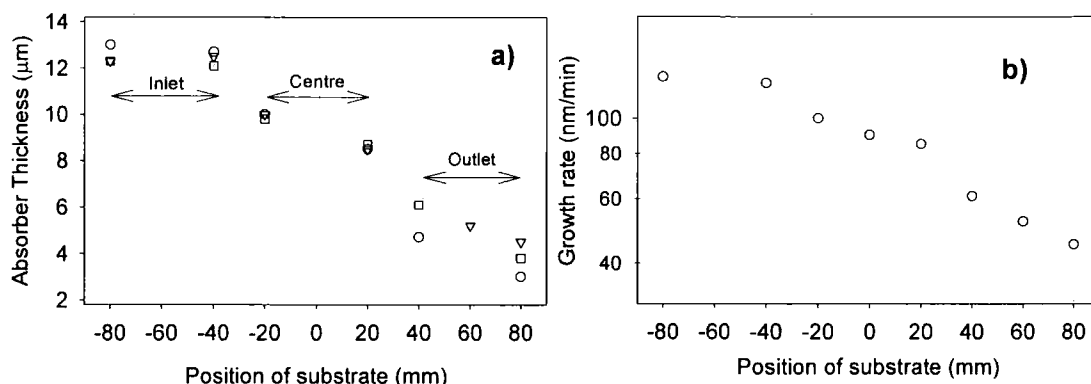 Absorber Thickness (μm)
14
12
10
8
6
4
2
a)
Inlet
Centre
Outlet
-80 -60 -40 -20 0 20 40 60 80
Position of substrate (mm)
Growth rate (nm/min)
100
80
60
40
b)
-80 -60 -40 -20 0 20 40 60 80
Position of substrate (mm)